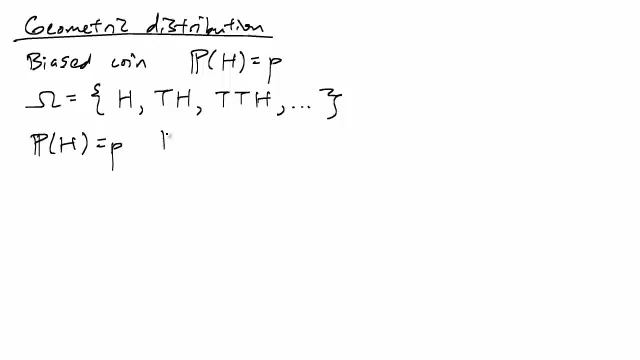 Geometric distribution
Biased coin ℙ(H) = p
Ω = { H, TH, TTH, ... }
ℙ(H) = p